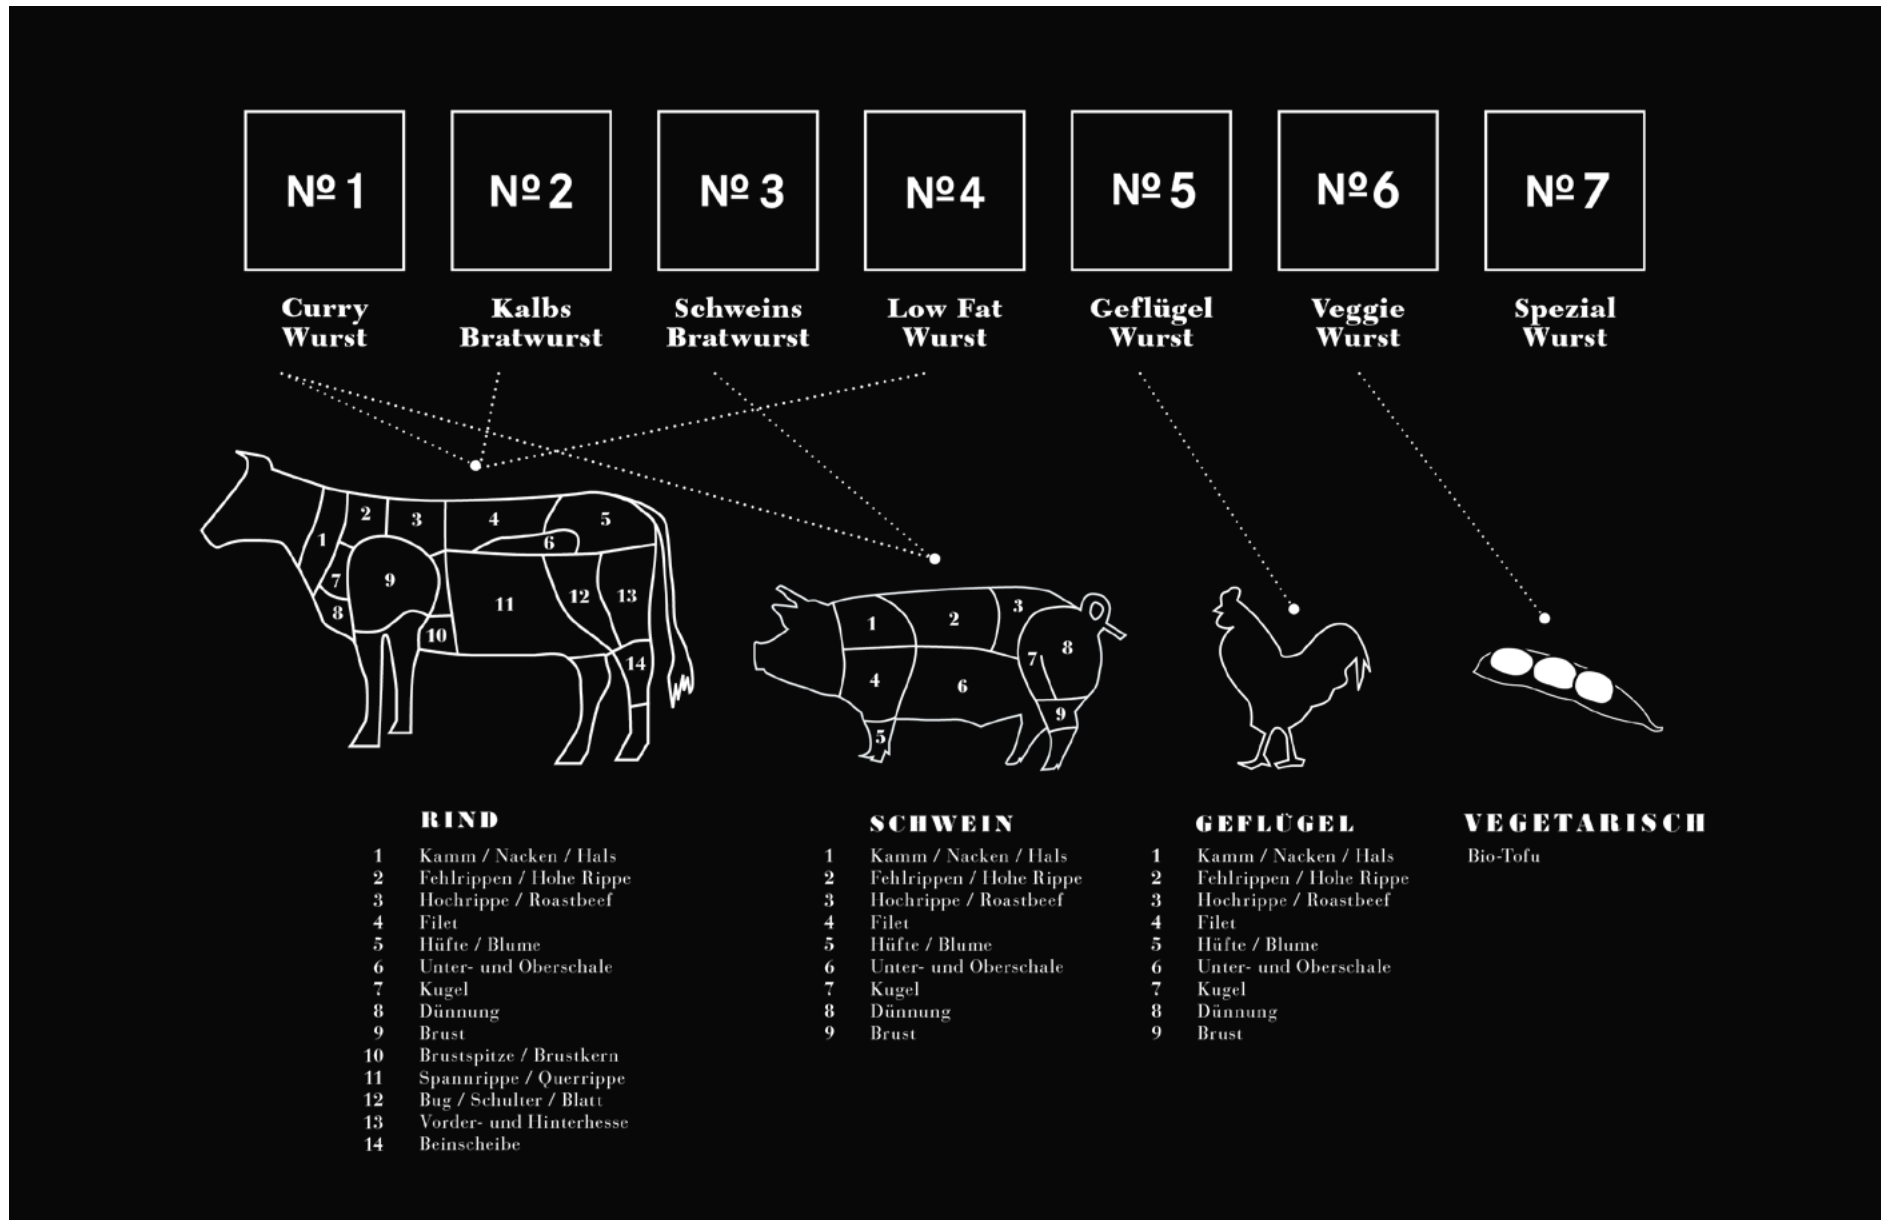 Nº 1
Nº 2
Nº 3
Nº 4
Nº 5
Nº 6
Nº 7
Curry
Wurst
Kalbs
Bratwurst
Schweins
Bratwurst
Low Fat
Wurst
Geflügel
Wurst
Veggie
Wurst
Spezial
Wurst
1
2
3
4
5
6
7
8
9
10
11
12
13
14
1
2
3
4
5
6
7
8
9
RIND
1 Kamm / Nacken / Hals
2 Fehlrippen / Hohe Rippe
3 Hochrippe / Roastbeef
4 Filet
5 Hüfte / Blume
6 Unter- und Oberschale
7 Kugel
8 Dünnung
9 Brust
10 Brustspitze / Brustkern
11 Spannrippe / Querrippe
12 Bug / Schulter / Blatt
13 Vorder- und Hinterhesse
14 Beinscheibe
SCHWEIN
1 Kamm / Nacken / Hals
2 Fehlrippen / Hohe Rippe
3 Hochrippe / Roastbeef
4 Filet
5 Hüfte / Blume
6 Unter- und Oberschale
7 Kugel
8 Dünnung
9 Brust
GEFLÜGEL
1 Kamm / Nacken / Hals
2 Fehlrippen / Hohe Rippe
3 Hochrippe / Roastbeef
4 Filet
5 Hüfte / Blume
6 Unter- und Oberschale
7 Kugel
8 Dünnung
9 Brust
VEGETARISCH
Bio-Tofu